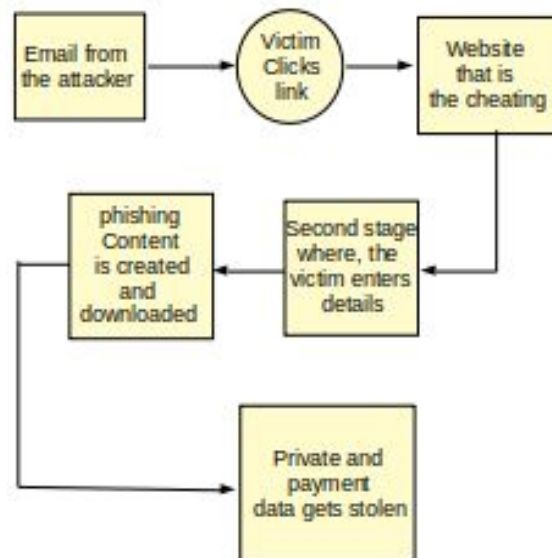 Email from
the attacker
Victim
Clicks
link
Website
that is
the cheating
Second stage
where, the
victim enters
details
phishing
Content
is created
and
downloaded
Private and
payment
data gets stolen